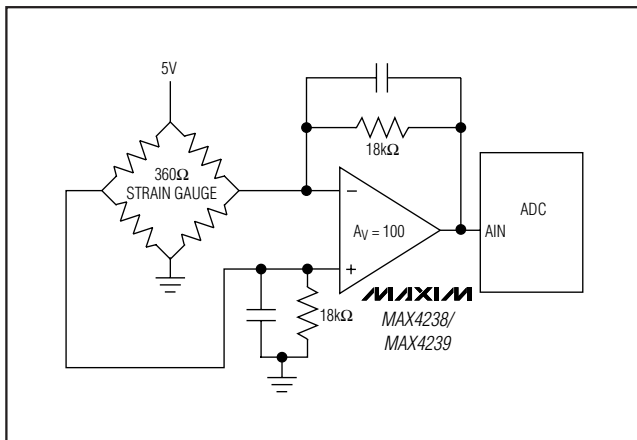 5V
360Ω
STRAIN GAUGE
18kΩ
−
AV = 100
+
AIN
ADC
18kΩ
MAXIM
MAX4238/
MAX4239